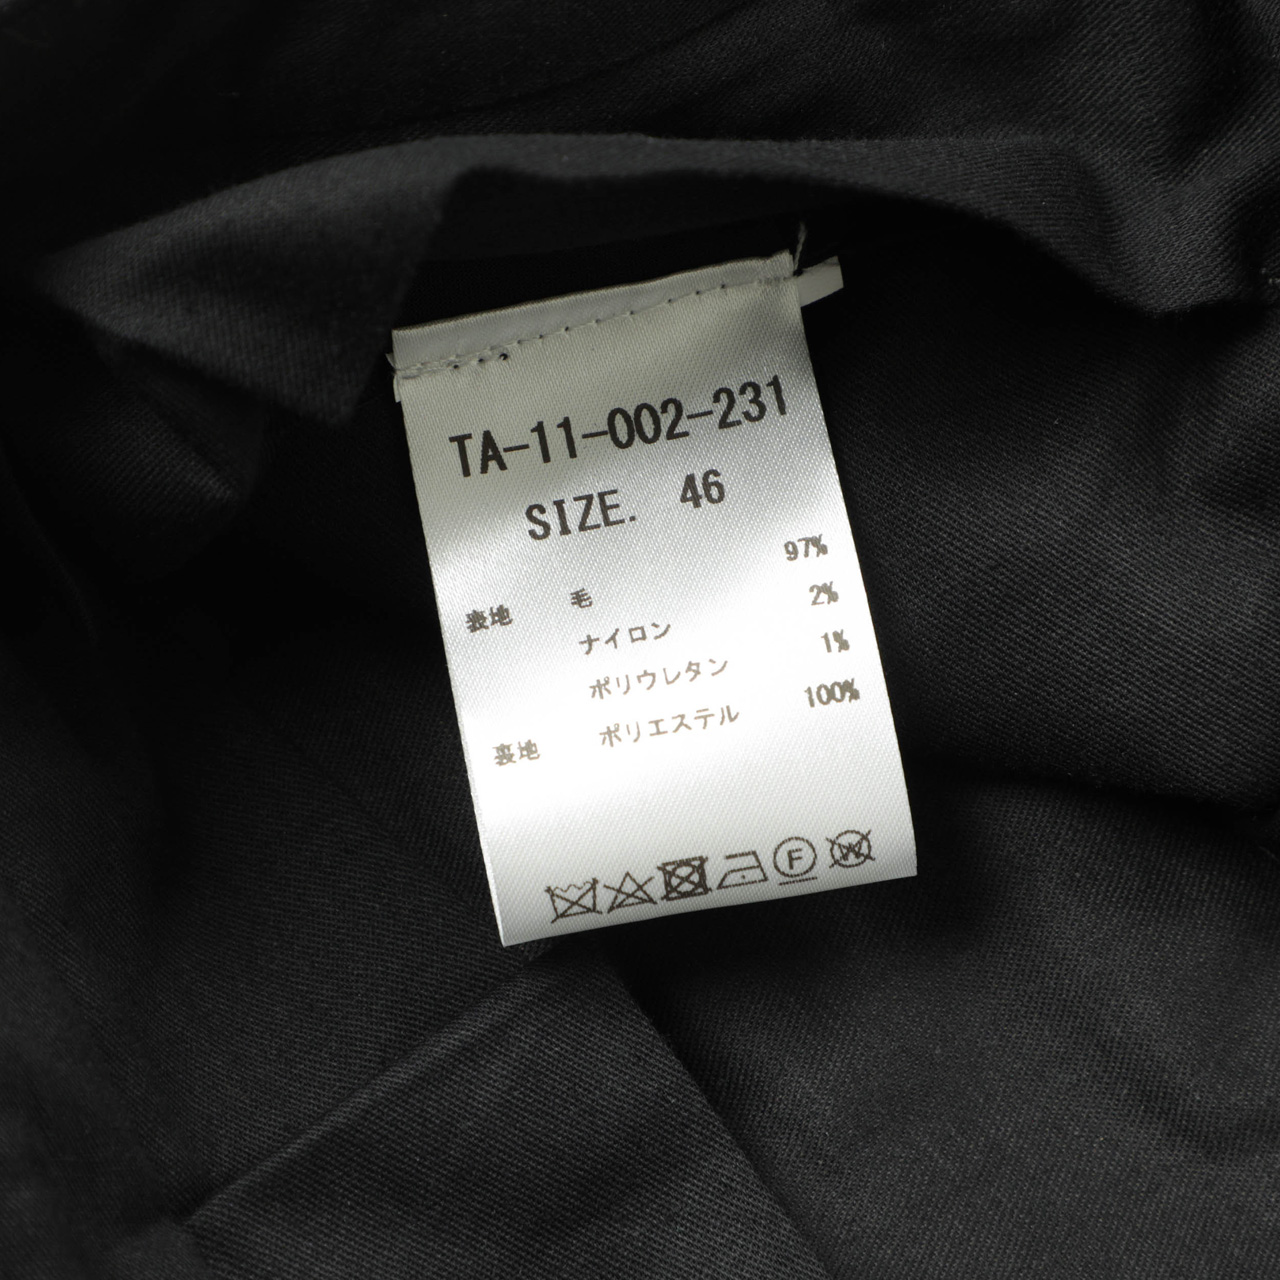 TA-11-002-231
SIZE. 46
表地 毛 97%
ナイロン 2%
ポリウレタン 1%
裏地 ポリエステル 100%
F W